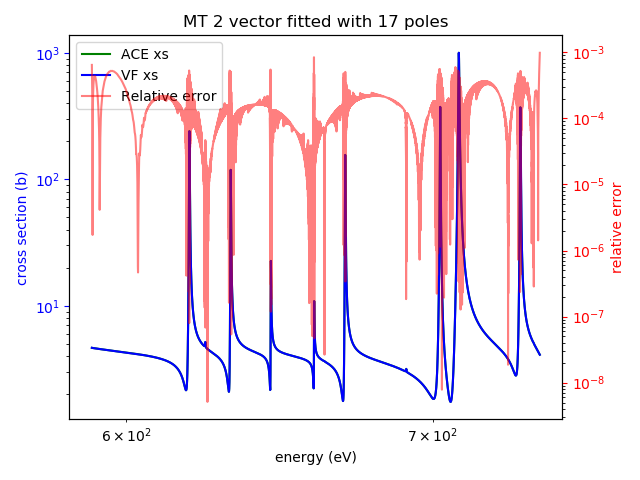 MT 2 vector fitted with 17 poles
ACE xs
VF xs
Relative error
cross section (b)
10³
10²
10¹
relative error
10⁻³
10⁻⁴
10⁻⁵
10⁻⁶
10⁻⁷
10⁻⁸
6 × 10²
7 × 10²
energy (eV)